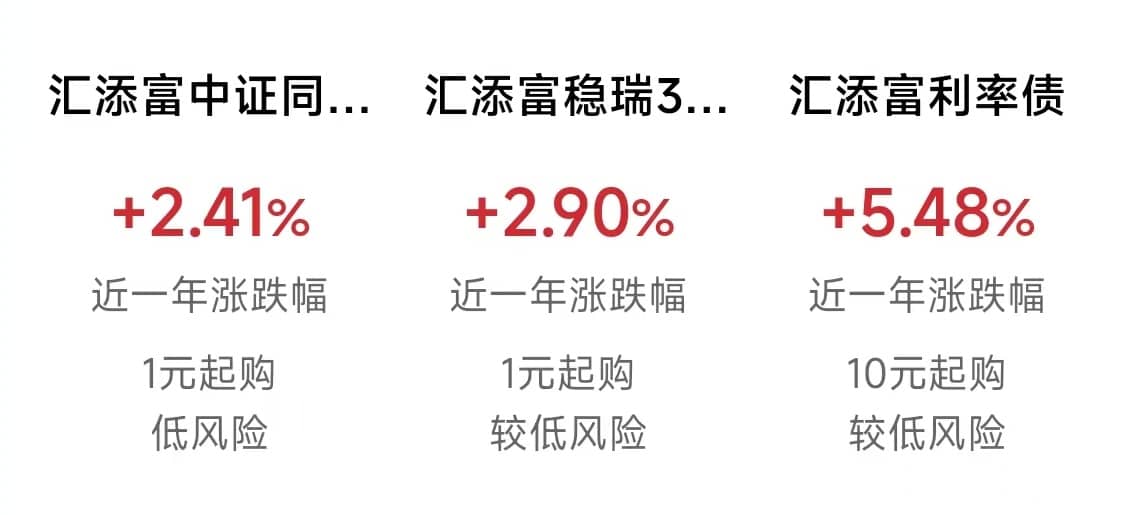 汇添富中证同...
+2.41%
近一年涨跌幅
1元起购
低风险
汇添富稳瑞3...
+2.90%
近一年涨跌幅
1元起购
较低风险
汇添富利率债
+5.48%
近一年涨跌幅
10元起购
较低风险